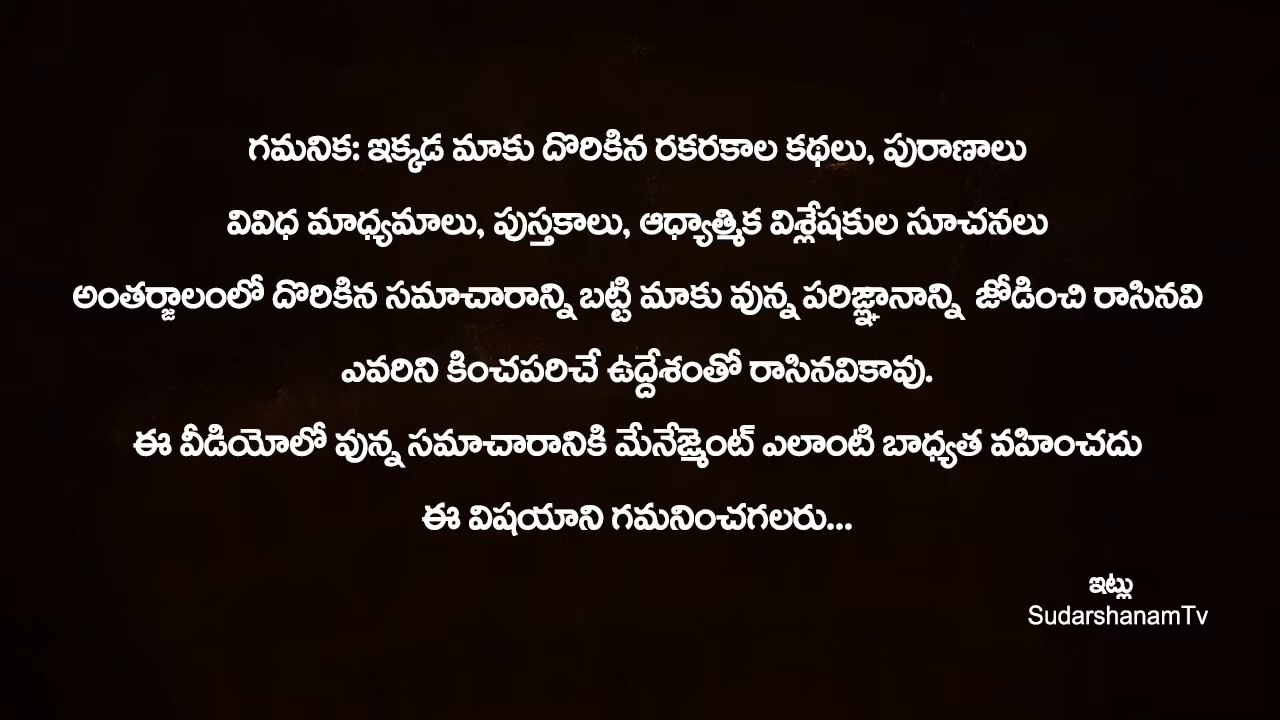 గమనిక: ఇక్కడ మాకు దొరికిన రకరకాల కథలు, పురాణాలు
వివిధ మాధ్యమాలు, పుస్తకాలు, ఆధ్యాత్మిక విశ్లేషకుల సూచనలు
అంతర్జాలంలో దొరికిన సమాచారాన్ని బట్టి మాకు వున్న పరిజ్ఞానాన్ని జోడించి రాసినవి
ఎవరిని కించపరిచే ఉద్దేశంతో రాసినవికావు.
ఈ వీడియోలో వున్న సమాచారానికి మేనేజ్మెంట్ ఎలాంటి బాధ్యత వహించదు
ఈ విషయాని గమనించగలరు...
ఇట్లు
SudarshanamTv